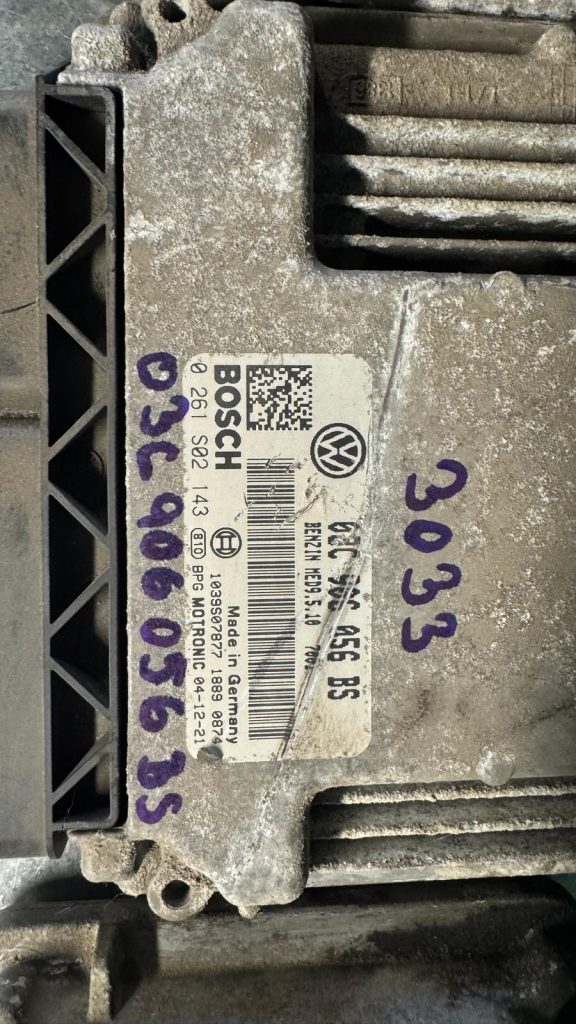 03C 906 056 BS
BENZIN MED9.5.10
BOSCH
0 261 S02 143
810
Made in Germany
1039S07877 1889 0874
BPG MOTRONIC 04-12-21
03C 906 056 BS
3033